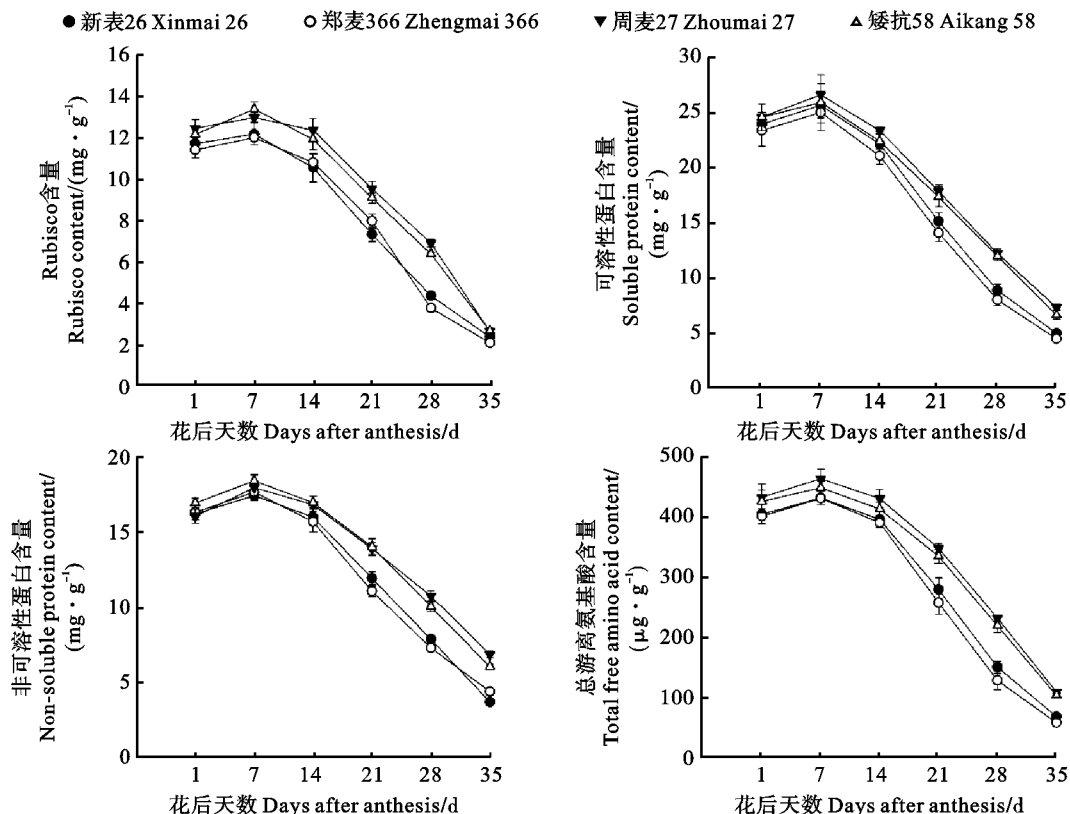 新表26 Xinmai 26 郑麦366 Zhengmai 366 周麦27 Zhoumai 27 矮抗58 Aikang 58
Rubisco含量
Rubisco content/(mg·g⁻¹)
16
14
12
10
8
6
4
2
0
1 7 14 21 28 35
花后天数 Days after anthesis/d
可溶性蛋白含量
Soluble protein content/
(mg·g⁻¹)
30
25
20
15
10
5
0
1 7 14 21 28 35
花后天数 Days after anthesis/d
非可溶性蛋白含量
Non-soluble protein content/
(mg·g⁻¹)
20
15
10
5
0
1 7 14 21 28 35
花后天数 Days after anthesis/d
总游离氨基酸含量
Total free amino acid content/
(μg·g⁻¹)
500
400
300
200
100
0
1 7 14 21 28 35
花后天数 Days after anthesis/d